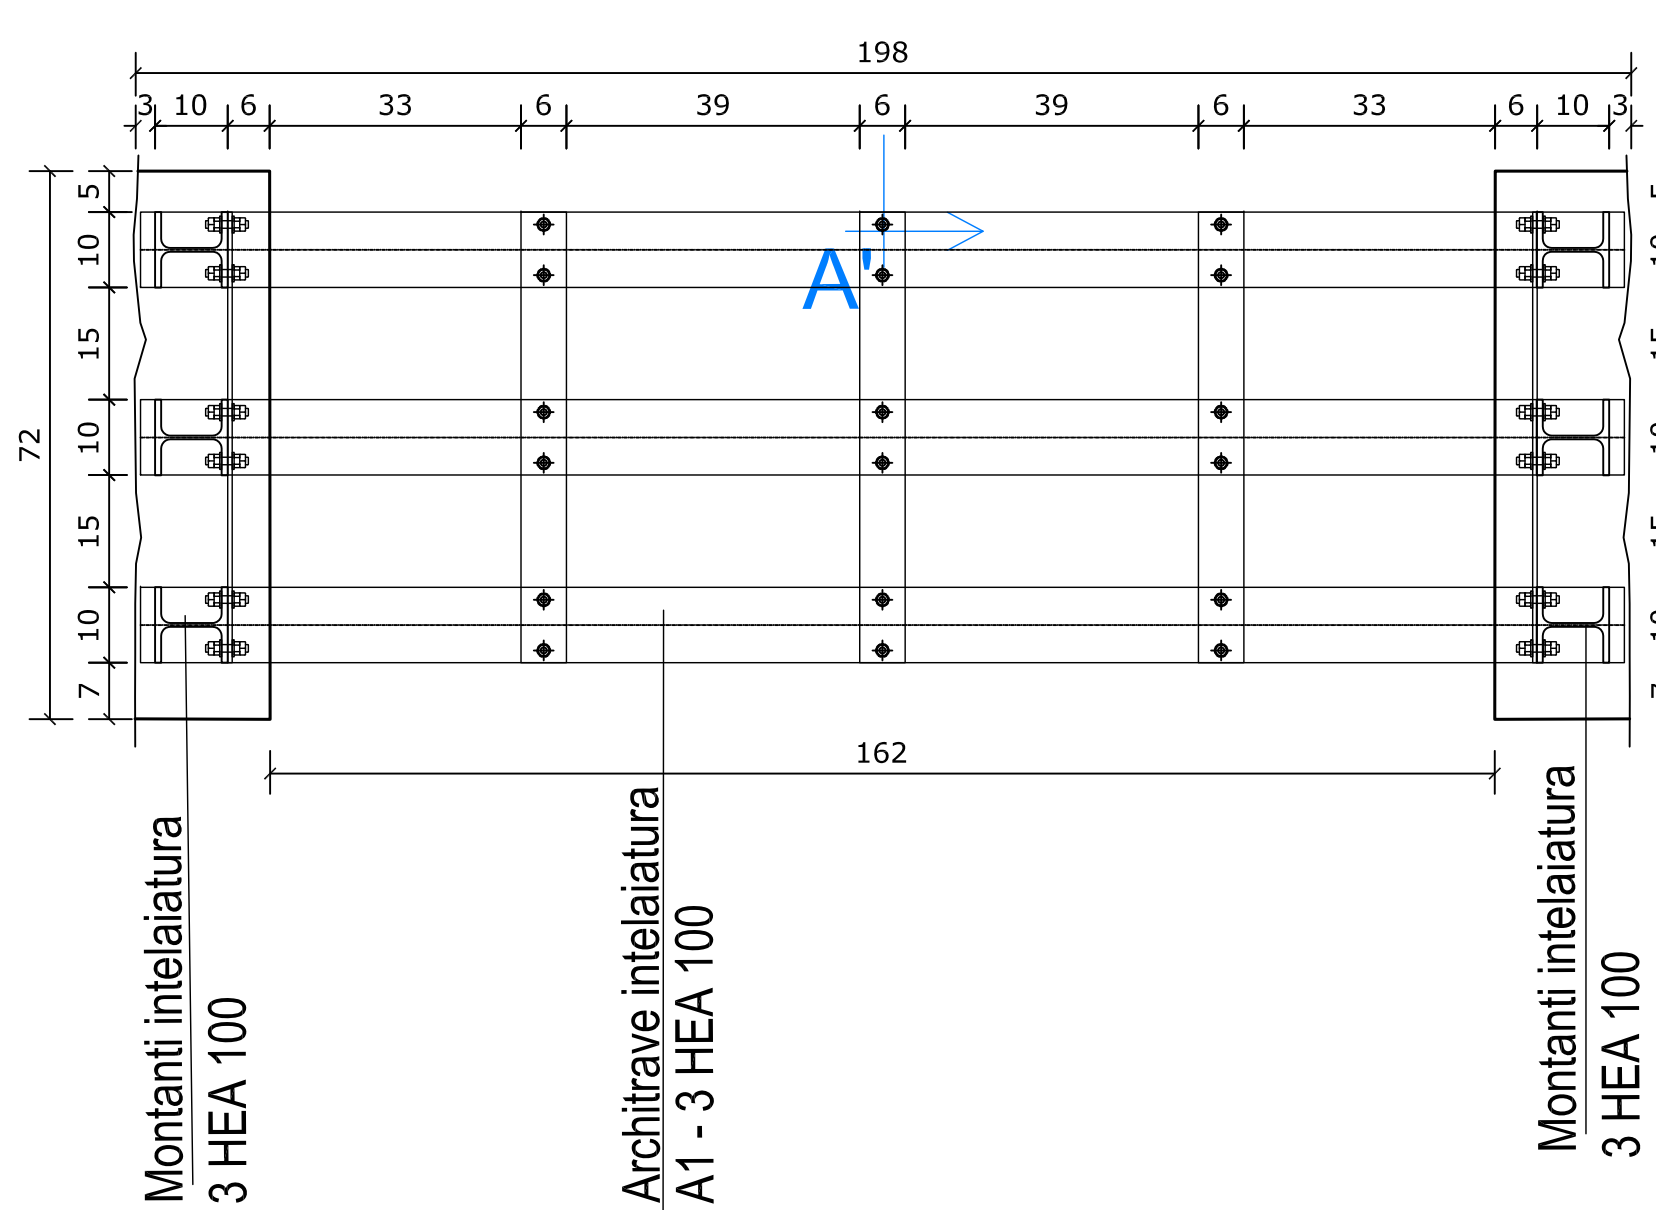 198
3 10 6 33 6 39 6 39 6 33 6 10 3
5
10
15
10
15
10
7
72
A'
162
Montanti intelaiatura
3 HEA 100
Architrave intelaiatura
A1 - 3 HEA 100
Montanti intelaiatura
3 HEA 100